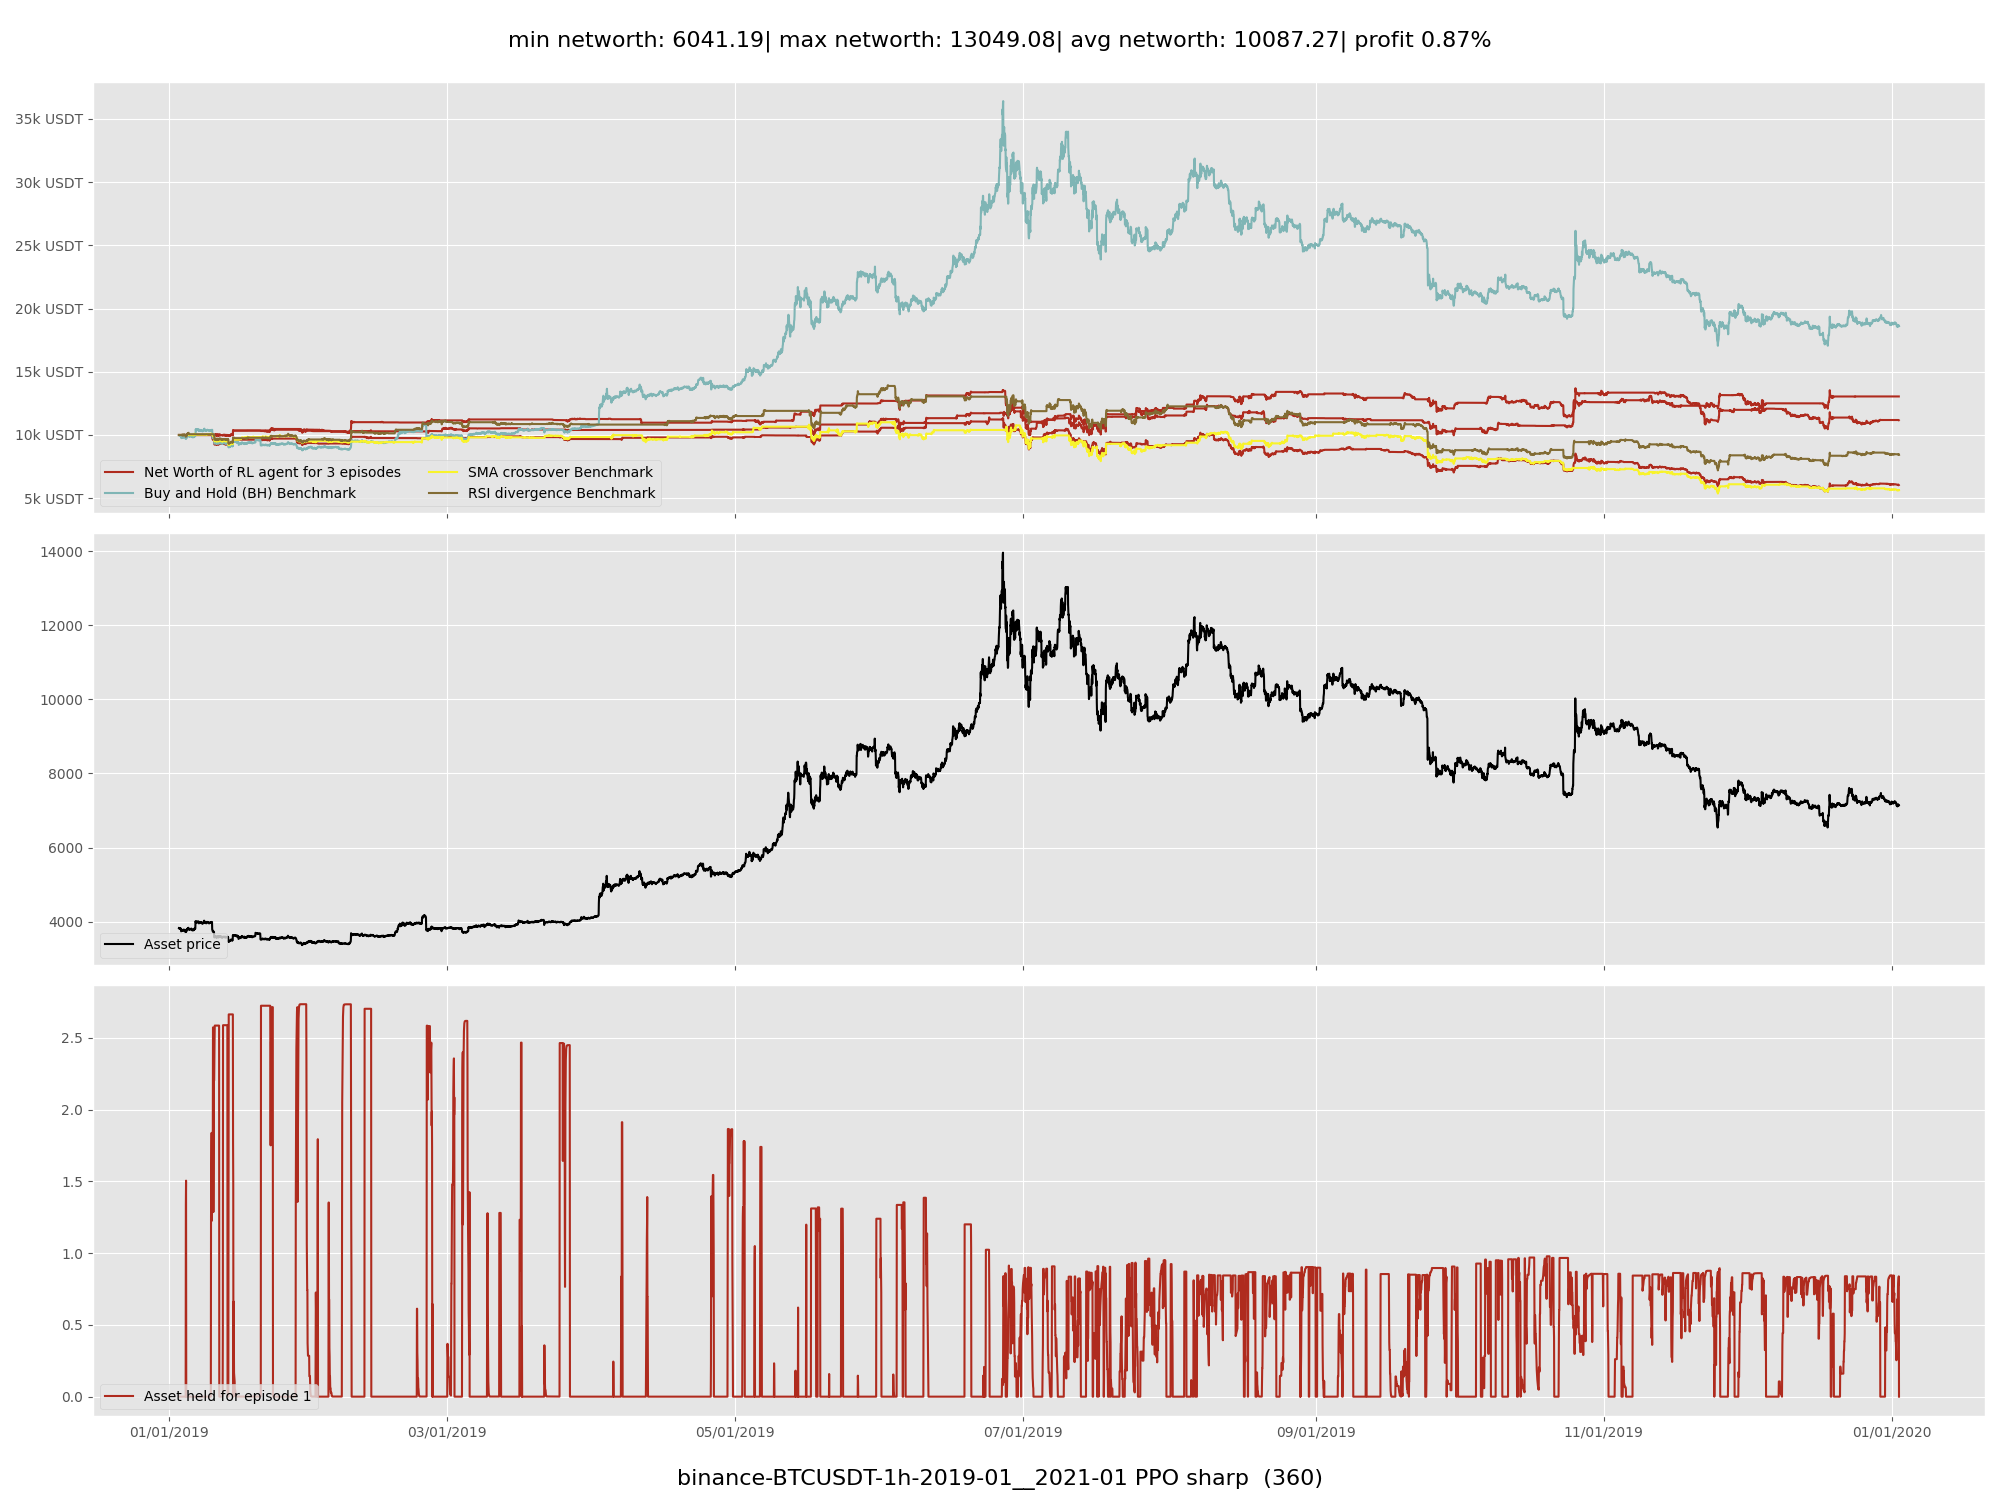 min networth: 6041.19| max networth: 13049.08| avg networth: 10087.27| profit 0.87%
35k USDT
30k USDT
25k USDT
20k USDT
15k USDT
10k USDT
5k USDT
Net Worth of RL agent for 3 episodes
Buy and Hold (BH) Benchmark
SMA crossover Benchmark
RSI divergence Benchmark
14000
12000
10000
8000
6000
4000
Asset price
2.5
2.0
1.5
1.0
0.5
0.0
Asset held for episode 1
01/01/2019 03/01/2019 05/01/2019 07/01/2019 09/01/2019 11/01/2019 01/01/2020
binance-BTCUSDT-1h-2019-01__2021-01 PPO sharp  (360)